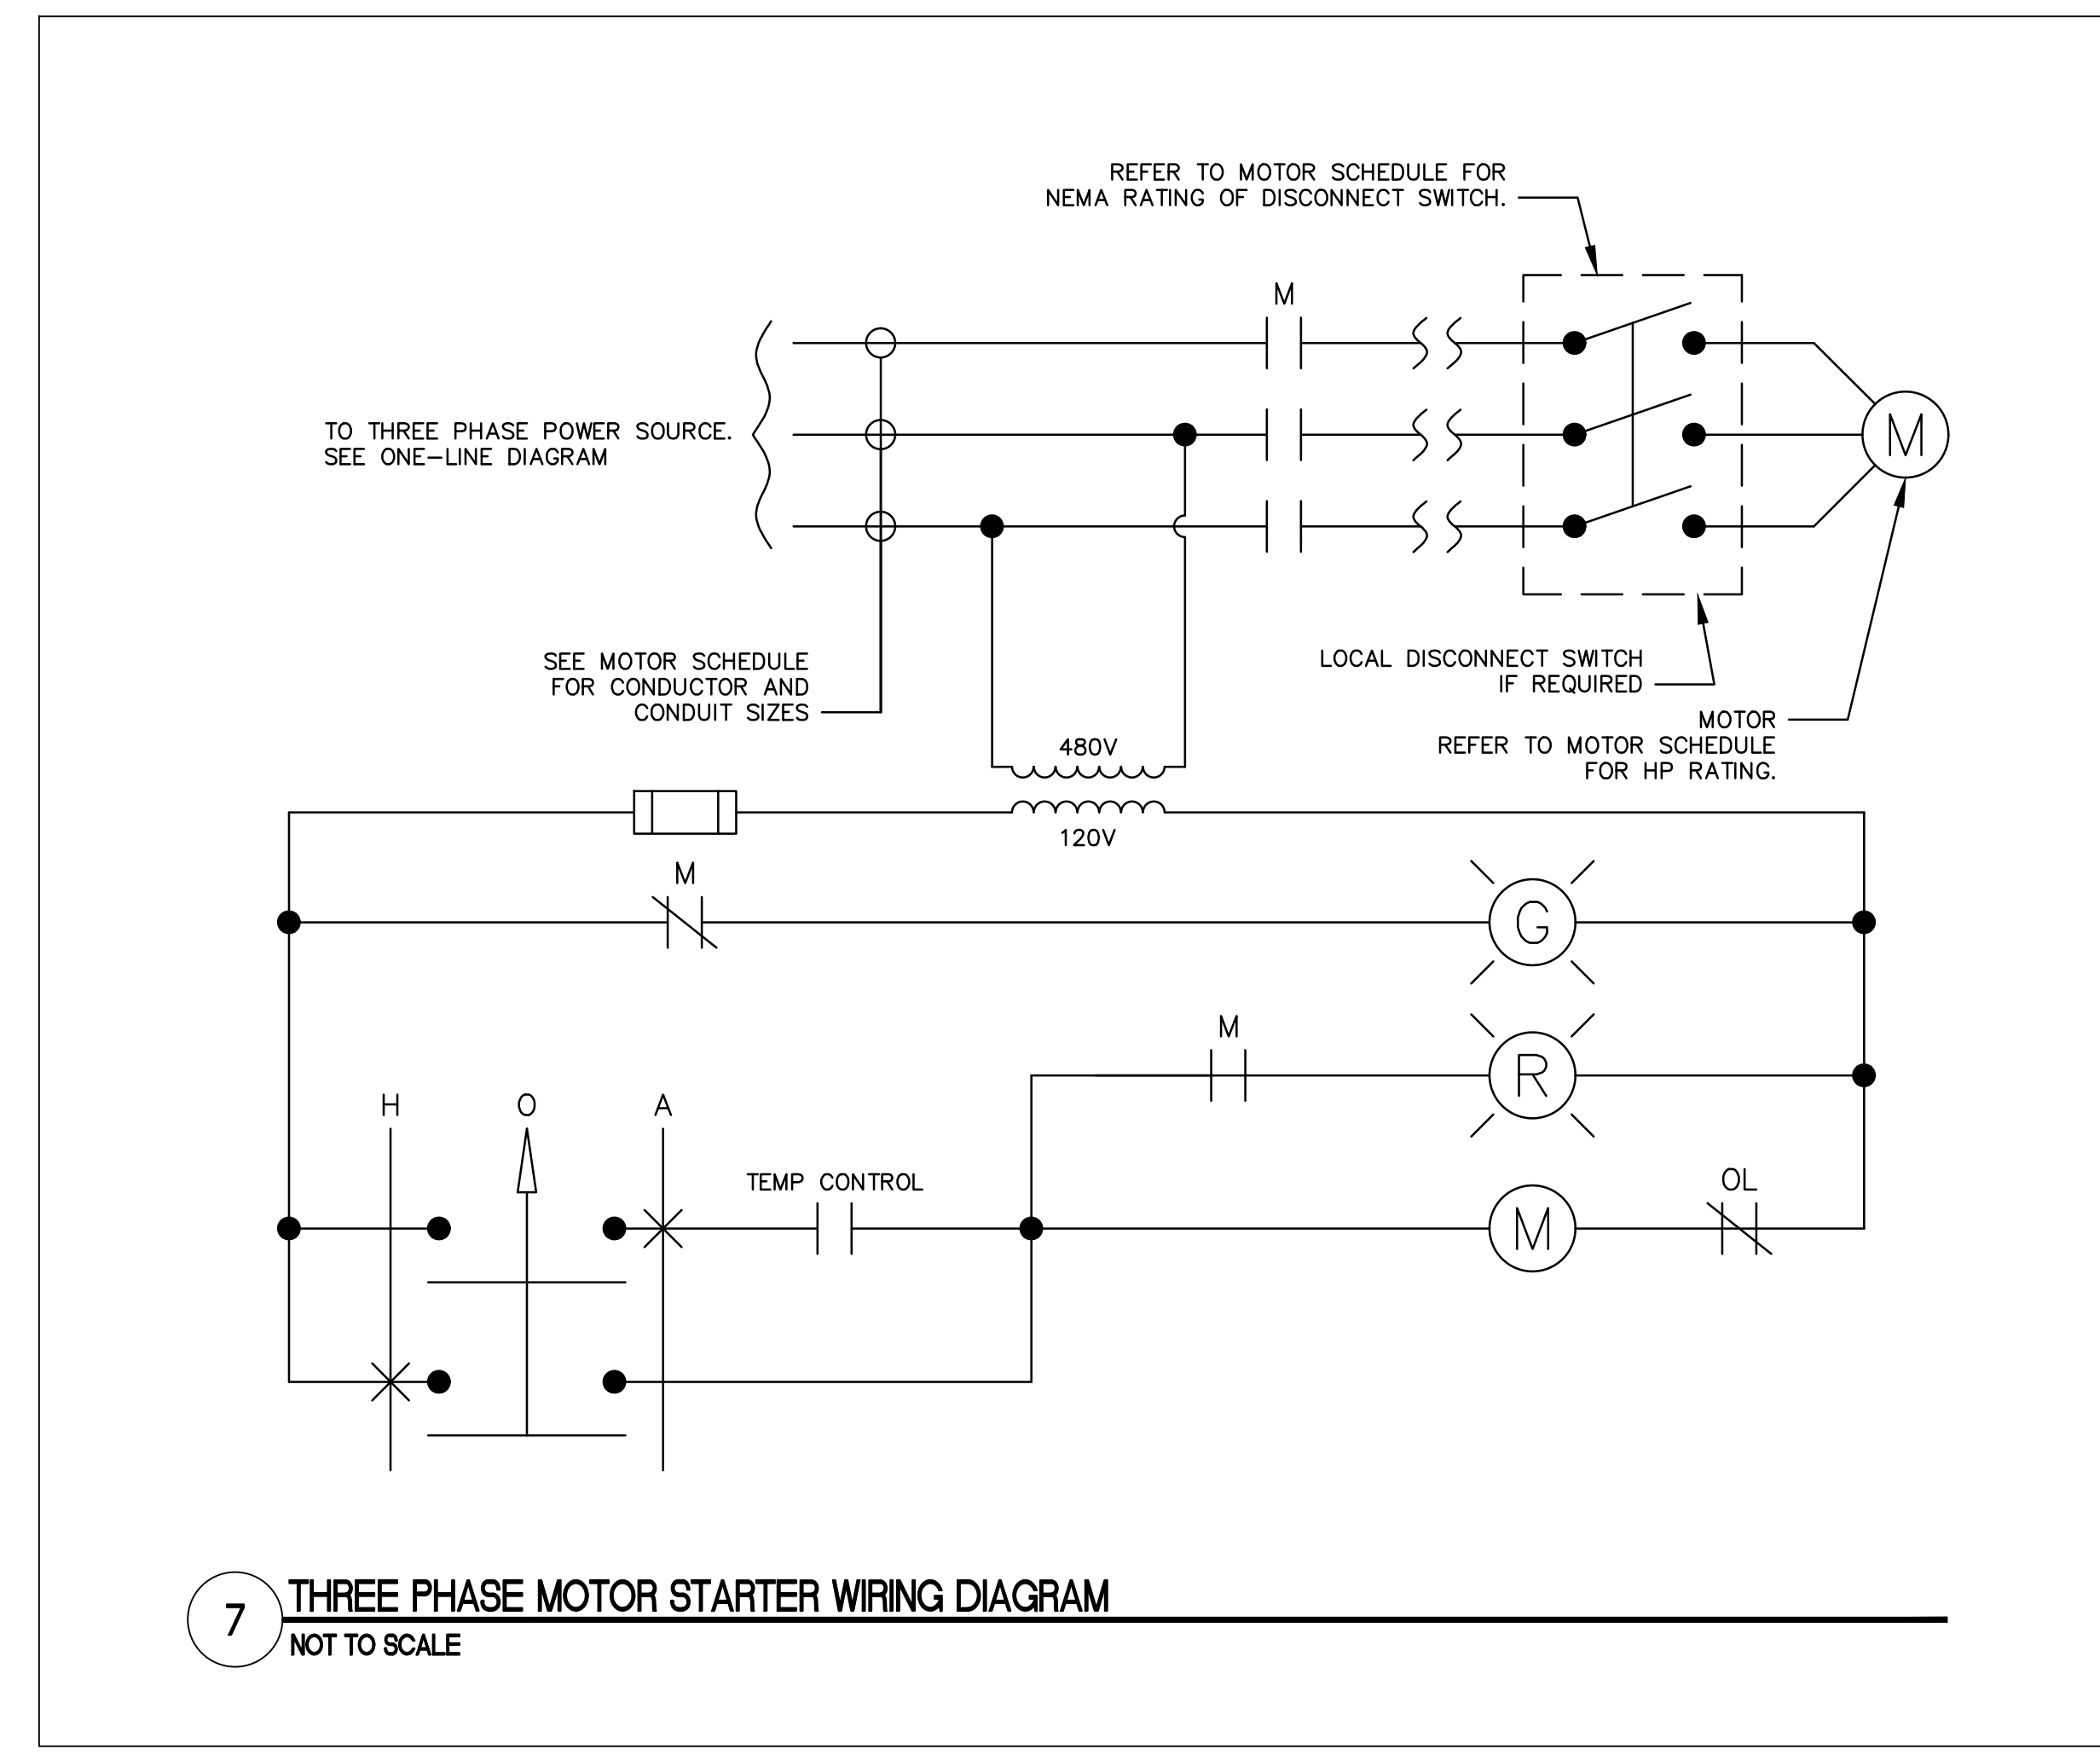 REFER TO MOTOR SCHEDULE FOR
NEMA RATING OF DISCONNECT SWITCH.
M
TO THREE PHASE POWER SOURCE.
SEE ONE-LINE DIAGRAM
M
SEE MOTOR SCHEDULE
FOR CONDUCTOR AND
CONDUIT SIZES
LOCAL DISCONNECT SWITCH
IF REQUIRED
MOTOR
REFER TO MOTOR SCHEDULE
FOR HP RATING.
480V
120V
M
G
M
R
H
O
A
TEMP CONTROL
M
OL
7
THREE PHASE MOTOR STARTER WIRING DIAGRAM
NOT TO SCALE